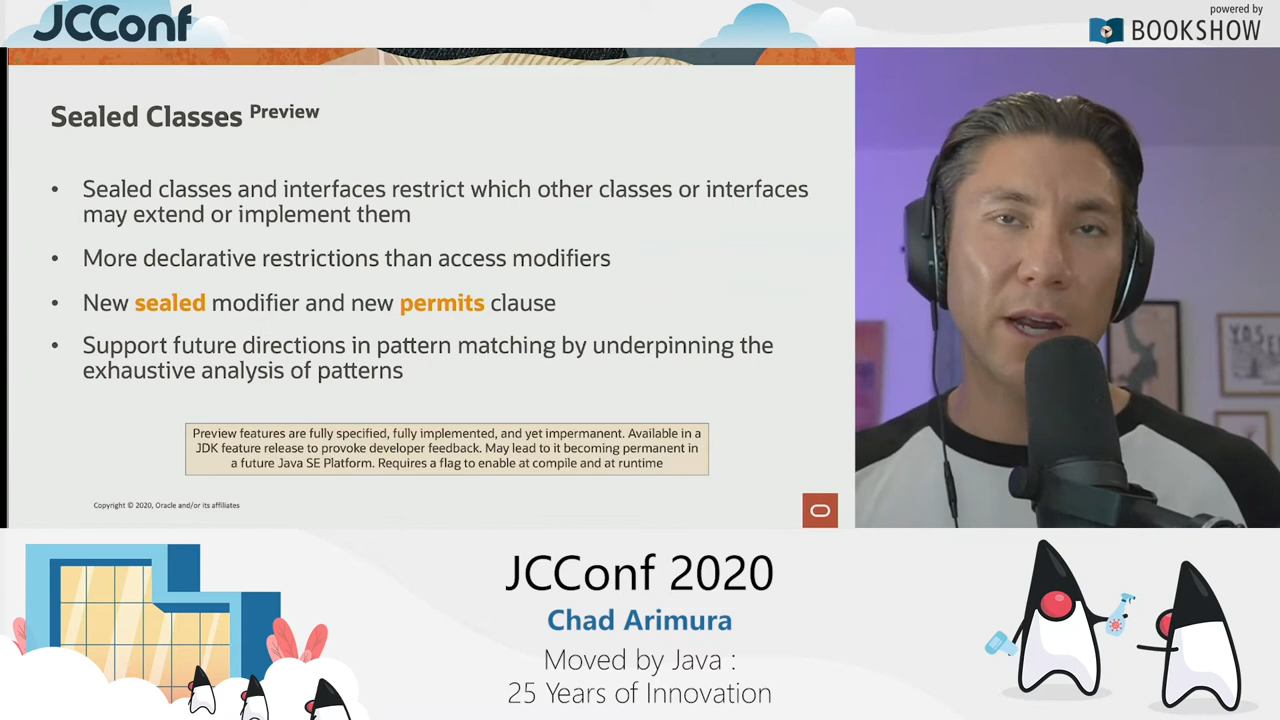 JCConf
powered by
BOOKSHOW
Sealed Classes Preview
• Sealed classes and interfaces restrict which other classes or interfaces
may extend or implement them
• More declarative restrictions than access modifiers
• New sealed modifier and new permits clause
• Support future directions in pattern matching by underpinning the
exhaustive analysis of patterns
Preview features are fully specified, fully implemented, and yet impermanent. Available in a
JDK feature release to provoke developer feedback. May lead to it becoming permanent in
a future Java SE Platform. Requires a flag to enable at compile and at runtime
Copyright © 2020, Oracle and/or its affiliates
JCConf 2020
Chad Arimura
Moved by Java :
25 Years of Innovation